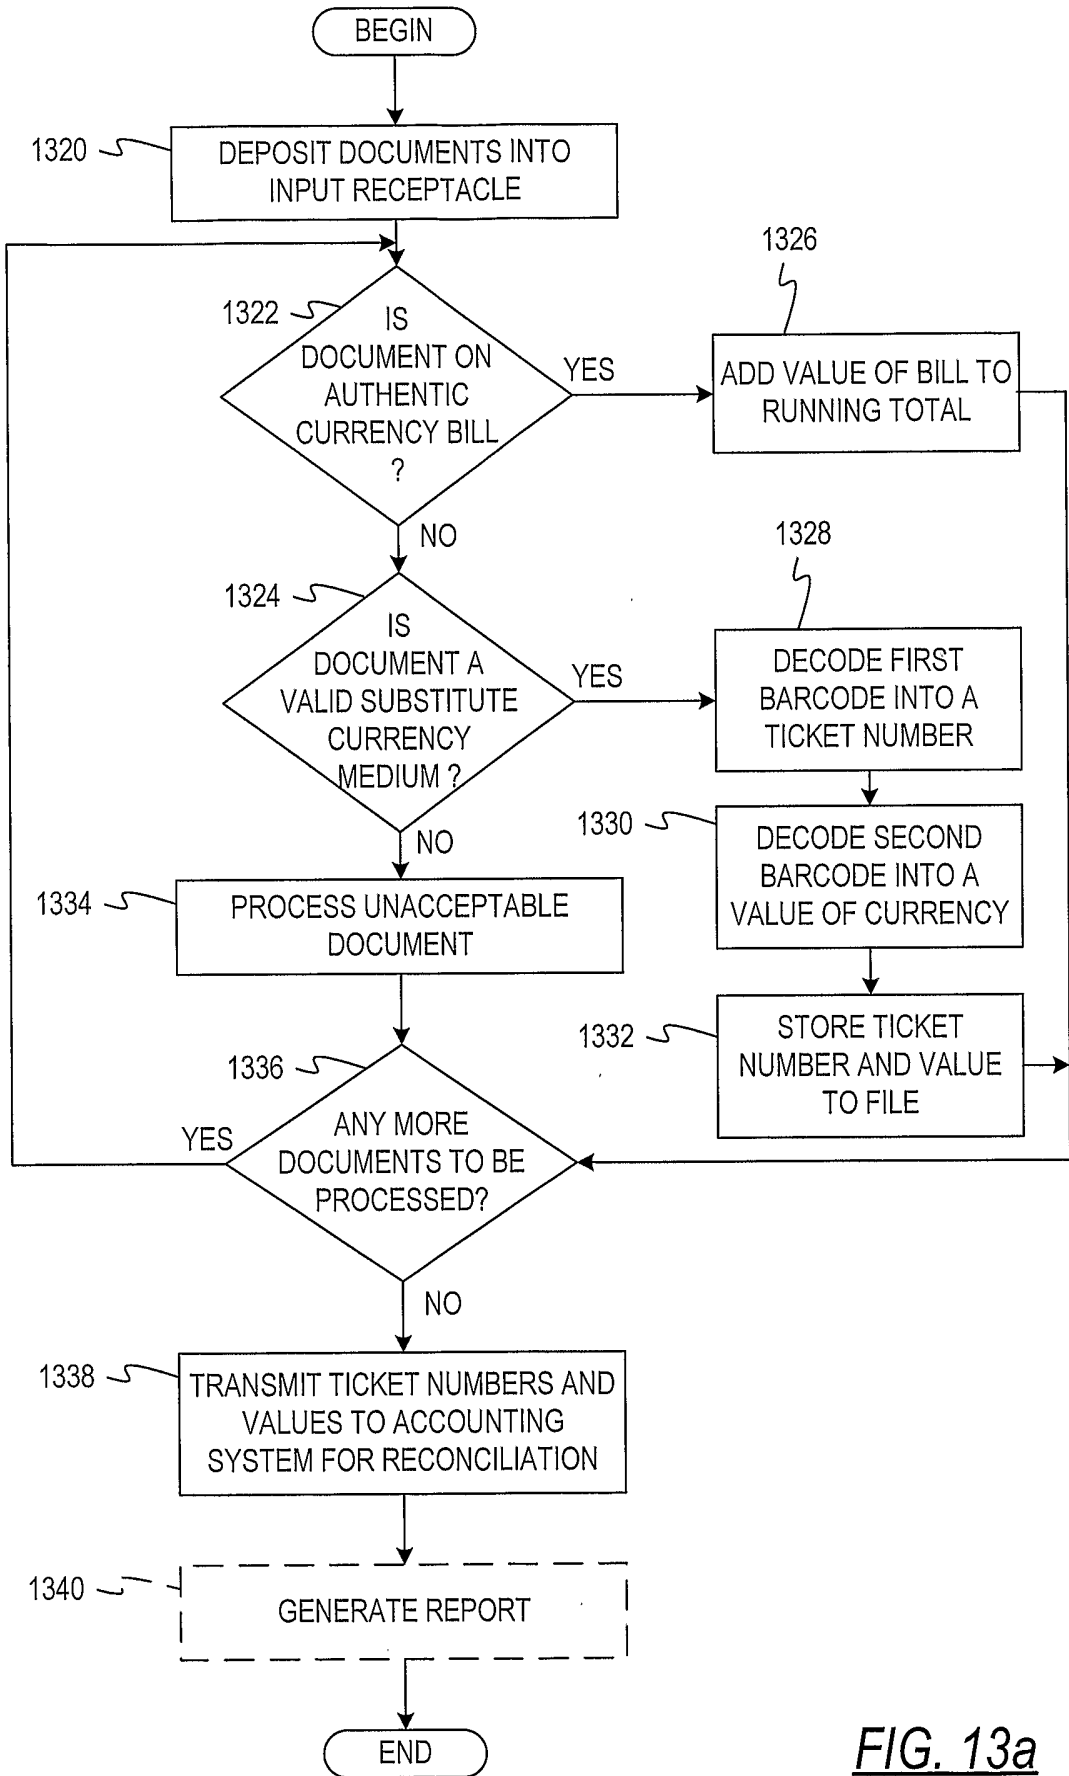 BEGIN
1320
DEPOSIT DOCUMENTS INTO
INPUT RECEPTACLE
1322
IS
DOCUMENT ON
AUTHENTIC
CURRENCY BILL
?
YES
1326
ADD VALUE OF BILL TO
RUNNING TOTAL
NO
1324
IS
DOCUMENT A
VALID SUBSTITUTE
CURRENCY
MEDIUM ?
YES
1328
DECODE FIRST
BARCODE INTO A
TICKET NUMBER
1330
DECODE SECOND
BARCODE INTO A
VALUE OF CURRENCY
1332
STORE TICKET
NUMBER AND VALUE
TO FILE
NO
1334
PROCESS UNACCEPTABLE
DOCUMENT
1336
ANY MORE
DOCUMENTS TO BE
PROCESSED?
YES
NO
1338
TRANSMIT TICKET NUMBERS AND
VALUES TO ACCOUNTING
SYSTEM FOR RECONCILIATION
1340
GENERATE REPORT
END
FIG. 13a